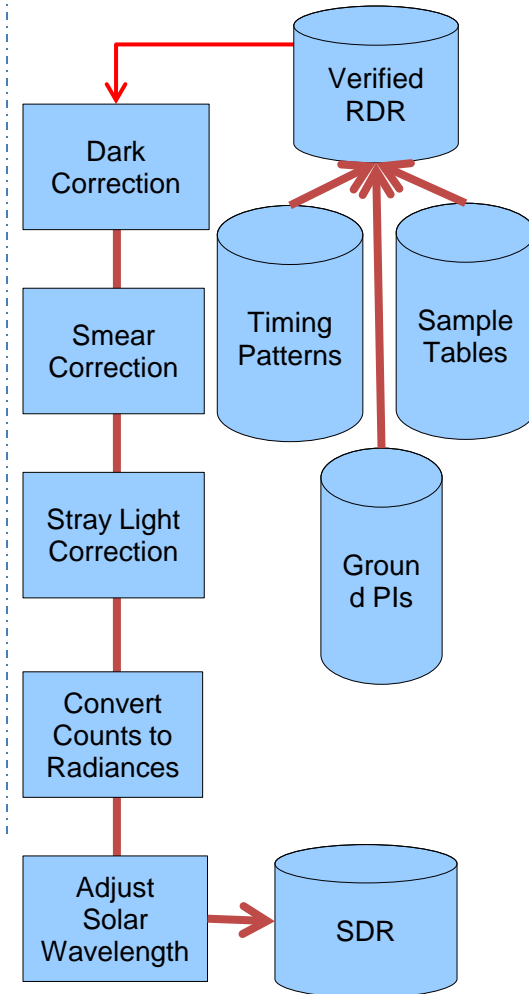 Verified
RDR
Dark
Correction
Timing
Patterns
Sample
Tables
Smear
Correction
Stray Light
Correction
Groun
d PIs
Convert
Counts to
Radiances
Adjust
Solar
Wavelength
SDR